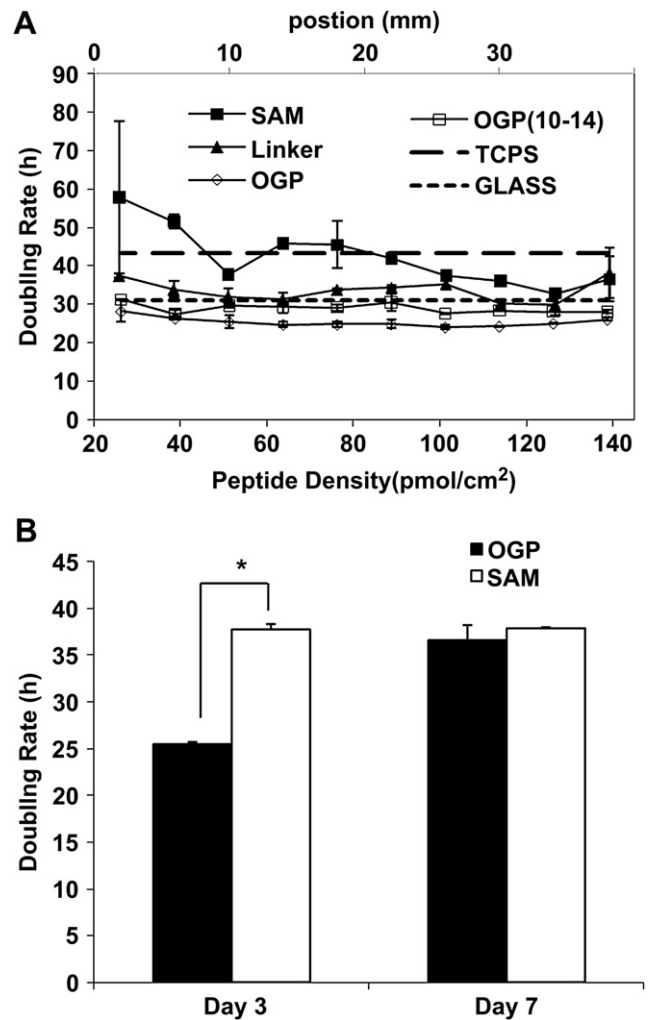 A
postion (mm)
0 10 20 30
90
80
70
60
50
40
30
20
10
0
Doubling Rate (h)
SAM
Linker
OGP
OGP(10-14)
TCPS
GLASS
20 40 60 80 100 120 140
Peptide Density(pmol/cm²)
B
45
40
35
30
25
20
15
10
5
0
Doubling Rate (h)
OGP
SAM
*
Day 3 Day 7